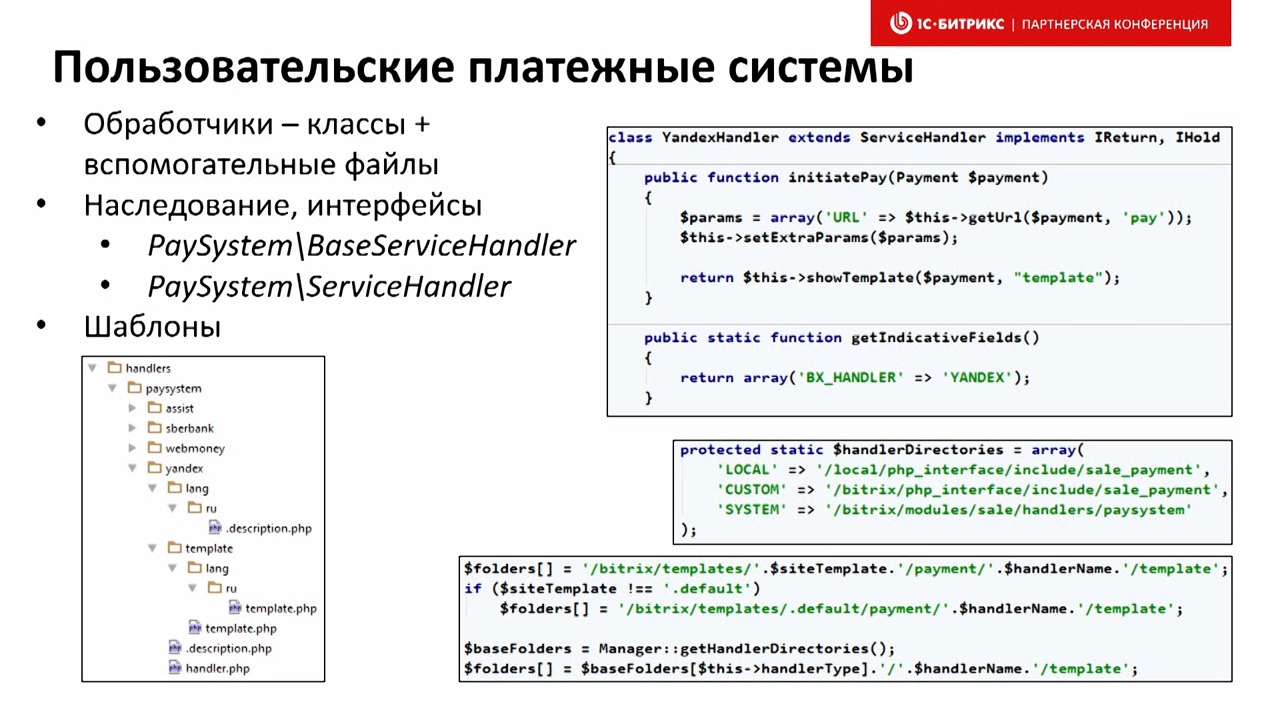 1С-БИТРИКС | ПАРТНЕРСКАЯ КОНФЕРЕНЦИЯ
Пользовательские платежные системы
• Обработчики – классы +
вспомогательные файлы
• Наследование, интерфейсы
• PaySystem\BaseServiceHandler
• PaySystem\ServiceHandler
• Шаблоны
handlers
paysystem
assist
sberbank
webmoney
yandex
lang
ru
.description.php
template
lang
ru
template.php
template.php
.description.php
handler.php
class YandexHandler extends ServiceHandler implements IReturn, IHold
{
public function initiatePay(Payment $payment)
{
$params = array('URL' => $this->getUrl($payment, 'pay'));
$this->setExtraParams($params);
return $this->showTemplate($payment, "template");
}
public static function getIndicativeFields()
{
return array('BX_HANDLER' => 'YANDEX');
}
protected static $handlerDirectories = array(
'LOCAL' => '/local/php_interface/include/sale_payment',
'CUSTOM' => '/bitrix/php_interface/include/sale_payment',
'SYSTEM' => '/bitrix/modules/sale/handlers/paysystem'
);
$folders[] = '/bitrix/templates/'.$siteTemplate.'/payment/'.$handlerName.'/template';
if ($siteTemplate !== '.default')
$folders[] = '/bitrix/templates/.default/payment/'.$handlerName.'/template';
$baseFolders = Manager::getHandlerDirectories();
$folders[] = $baseFolders[$this->handlerType].'/'.$handlerName.'/template';